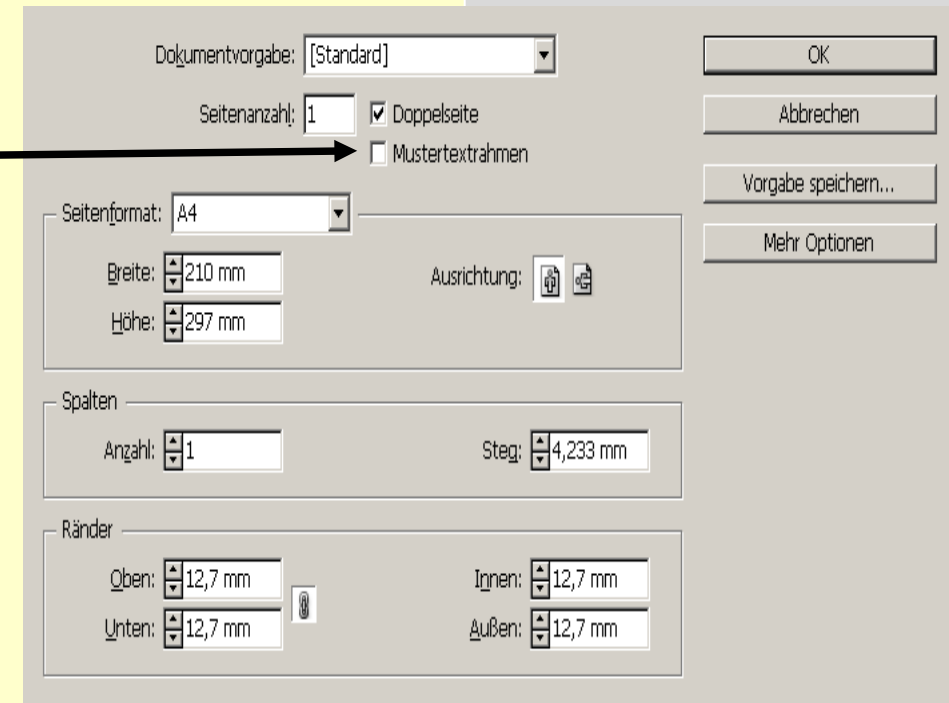 Dokumentvorgabe: [Standard]
OK
Seitenanzahl: 1 Doppelseite
Abbrechen
Mustertextrahmen
Vorgabe speichern...
Seitenformat: A4
Mehr Optionen
Breite: 210 mm
Ausrichtung:
Höhe: 297 mm
Spalten
Anzahl: 1
Steg: 4,233 mm
Ränder
Oben: 12,7 mm
Innen: 12,7 mm
Unten: 12,7 mm
Außen: 12,7 mm